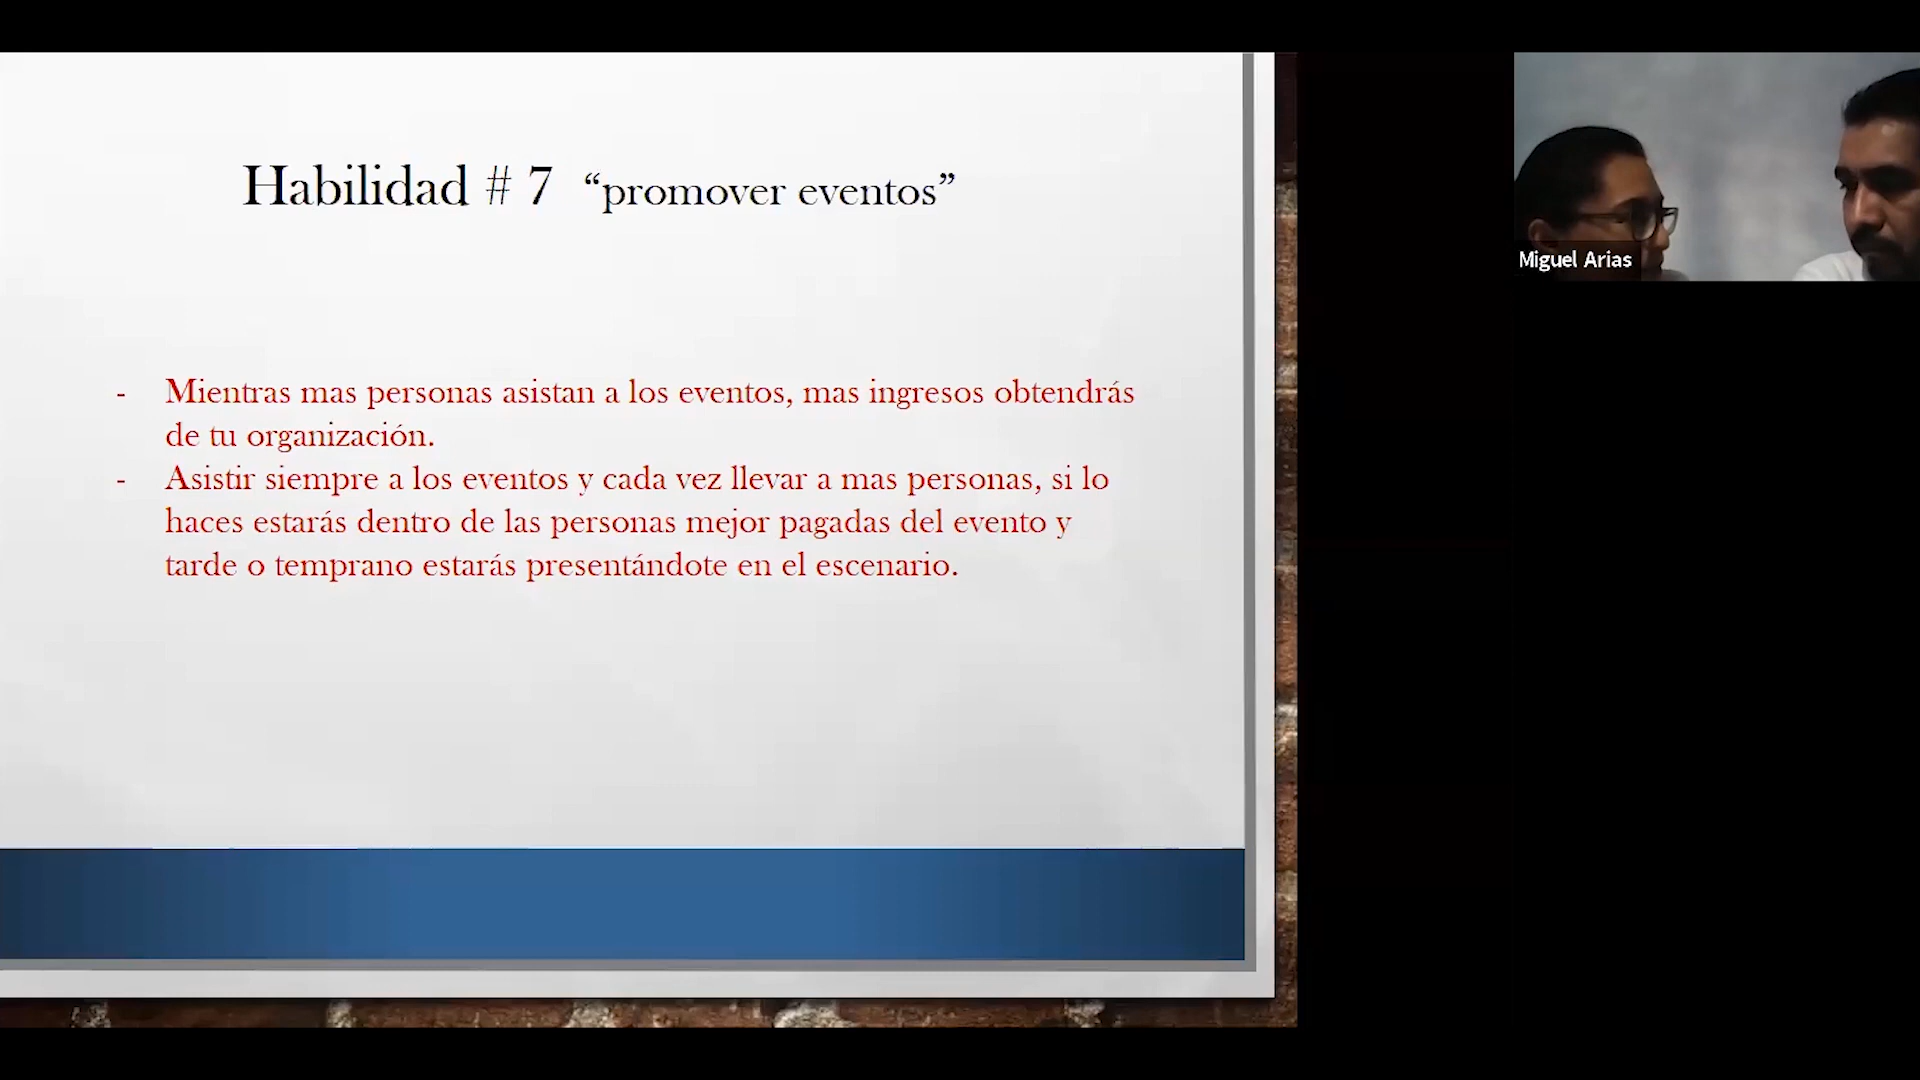 Habilidad # 7 “promover eventos”
- Mientras mas personas asistan a los eventos, mas ingresos obtendrás
de tu organización.
- Asistir siempre a los eventos y cada vez llevar a mas personas, si lo
haces estarás dentro de las personas mejor pagadas del evento y
tarde o temprano estarás presentándote en el escenario.
Miguel Arias